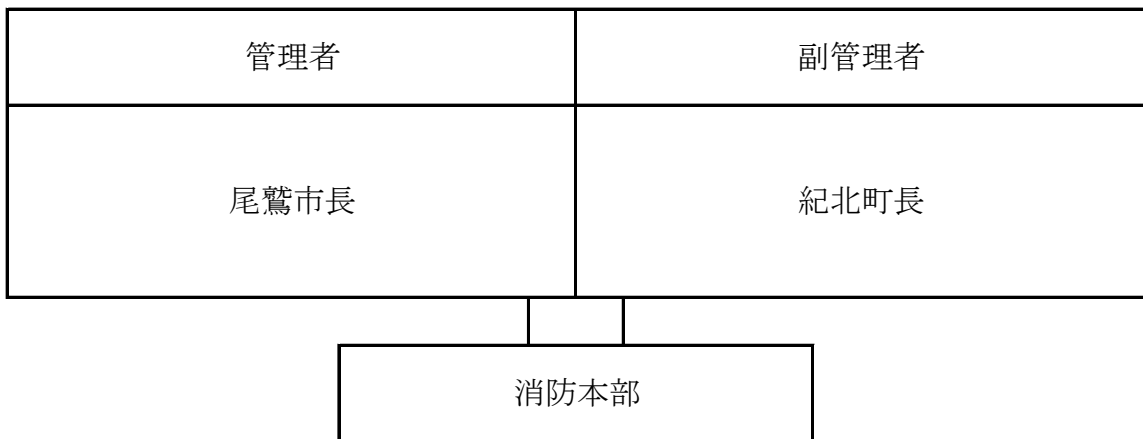 管理者
副管理者
尾鷲市長
紀北町長
消防本部